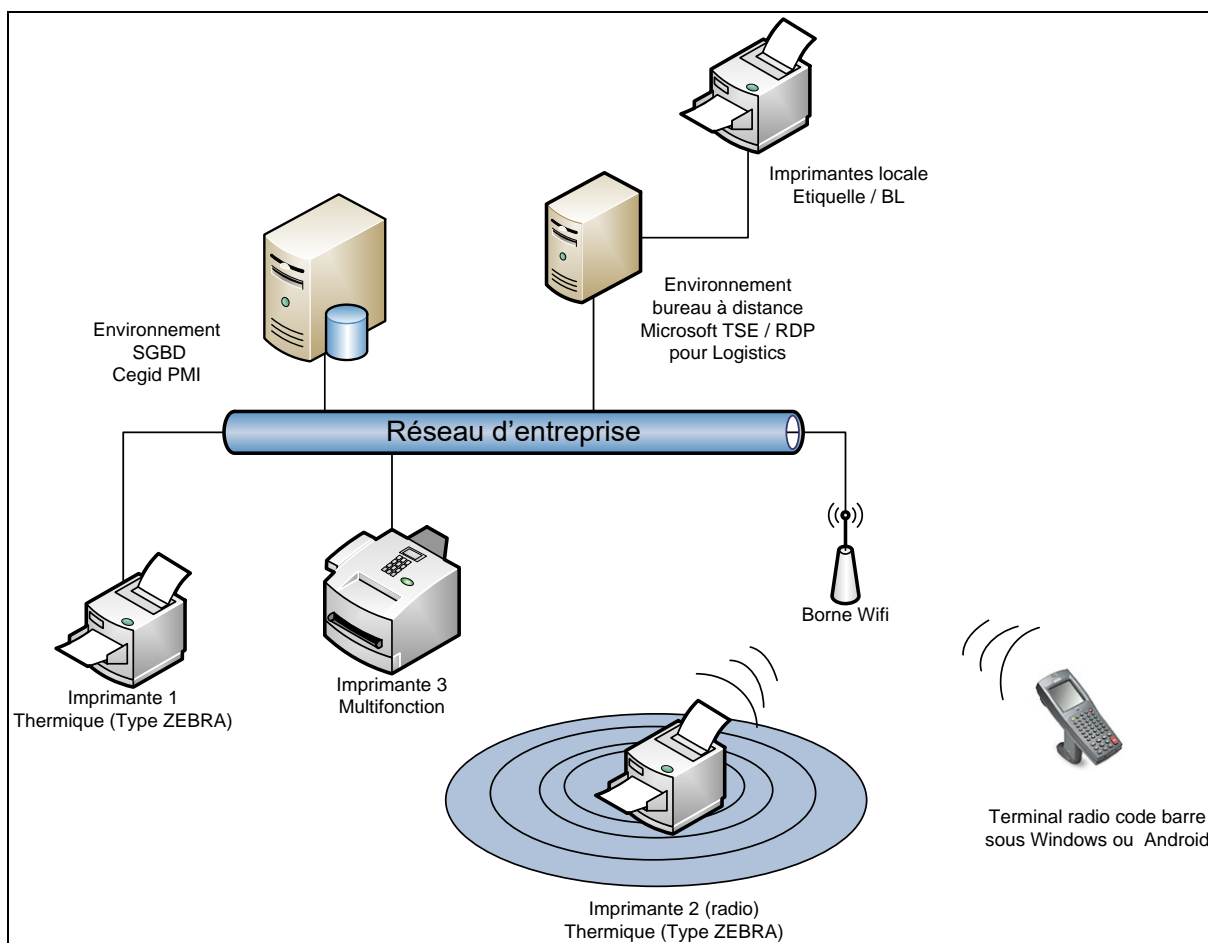 Imprimantes locale
Etiquelle / BL
Environnement
SGBD
Cegid PMI
Environnement
bureau à distance
Microsoft TSE / RDP
pour Logistics
Réseau d'entreprise
Borne Wifi
Imprimante 1
Thermique (Type ZEBRA)
Imprimante 3
Multifonction
Terminal radio code barre
sous Windows ou Android
Imprimante 2 (radio)
Thermique (Type ZEBRA)